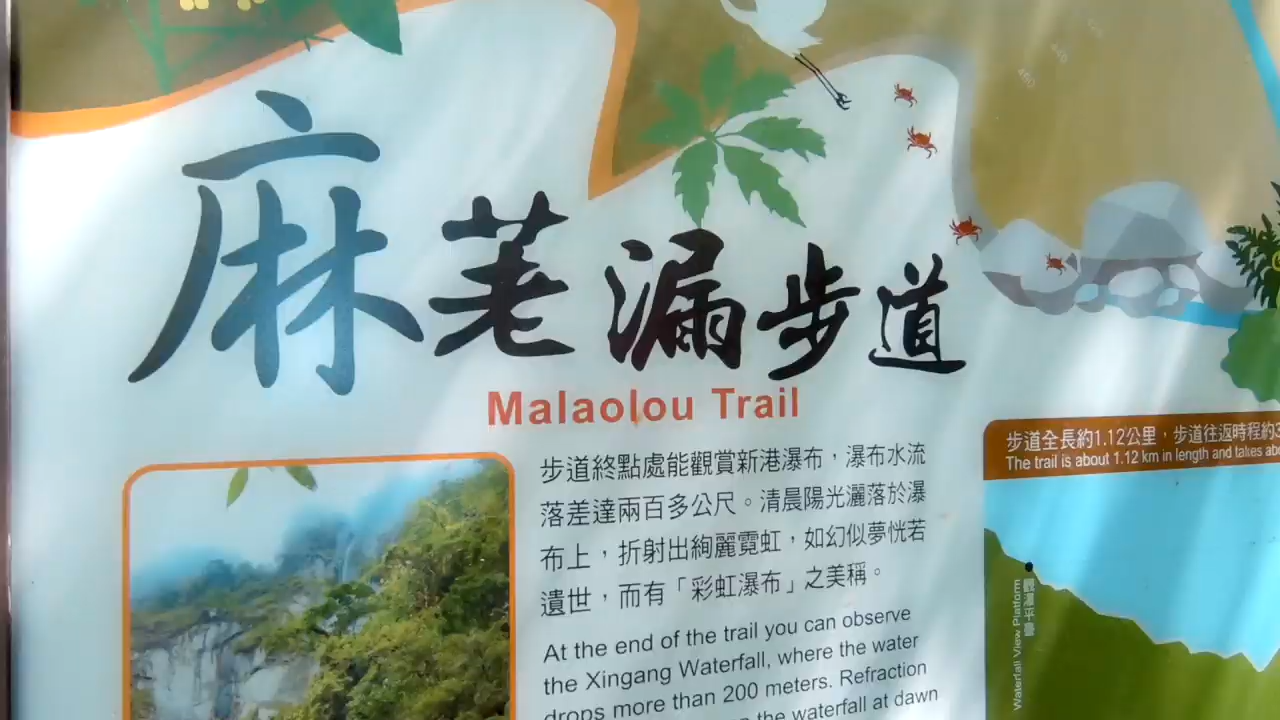 麻荖漏步道
Malaolou Trail
步道終點處能觀賞新港瀑布，瀑布水流
落差達兩百多公尺。清晨陽光灑落於瀑
布上，折射出絢麗霓虹，如幻似夢恍若
遺世，而有「彩虹瀑布」之美稱。
At the end of the trail you can observe
the Xingang Waterfall, where the water
drops more than 200 meters. Refraction
the waterfall at dawn
步道全長約1.12公里，步道往返時程約3
The trail is about 1.12 km in length and takes abo
觀瀑平臺
Waterfall View Platform
460
440